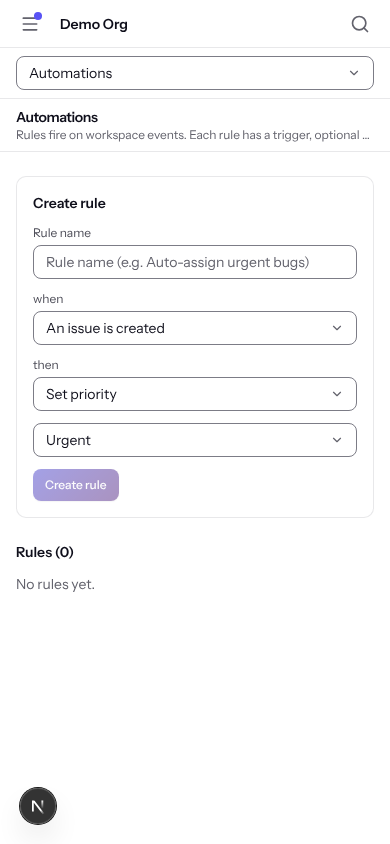 Demo Org
Automations
Automations
Rules fire on workspace events. Each rule has a trigger, optional ...
Create rule
Rule name
Rule name (e.g. Auto-assign urgent bugs)
when
An issue is created
then
Set priority
Urgent
Create rule
Rules (0)
No rules yet.
N